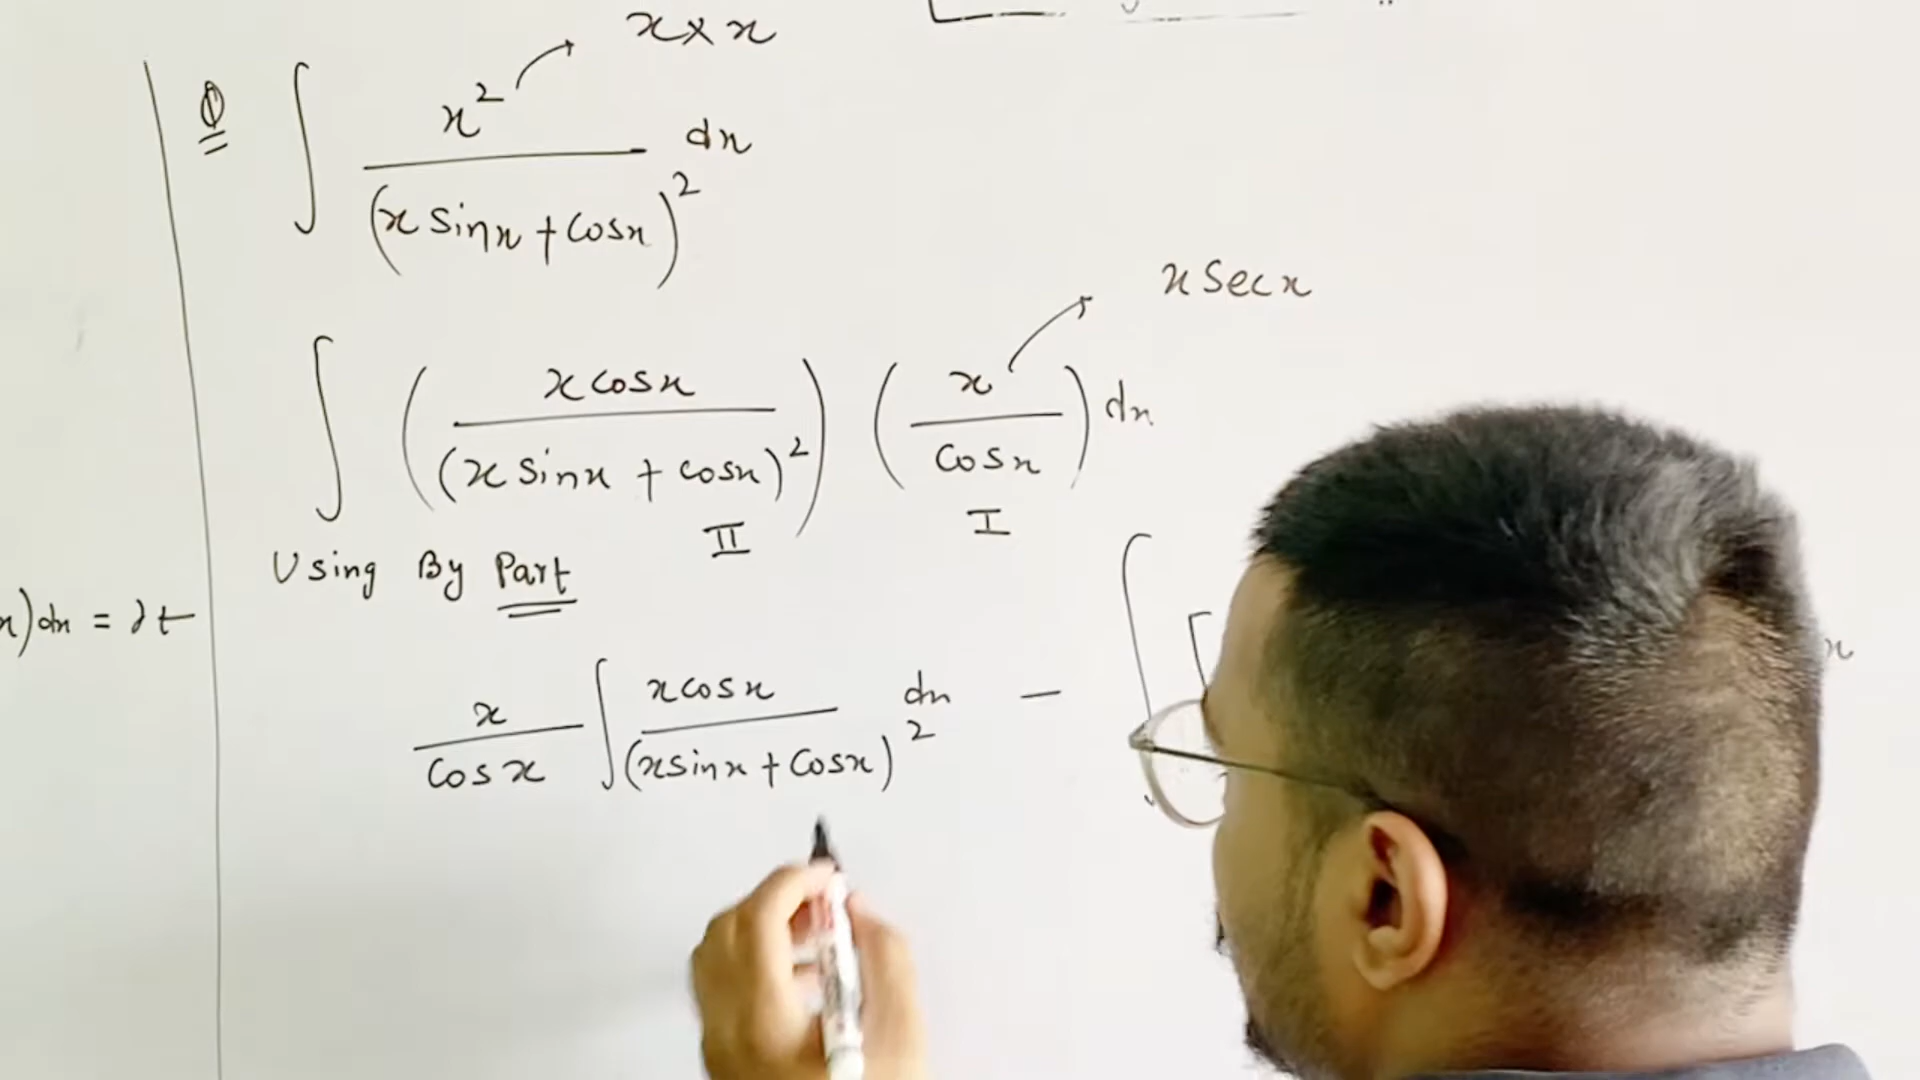 x × x
Q ∫ x² / (x sinx + cosx)² dx
x secx
∫ ( x cosx / (x sinx + cosx)² ) ( x / cosx ) dx
II I
Using By Part
x) dx = dt
x / cosx ∫ x cosx / (x sinx + cosx)² dx − ∫ [ x